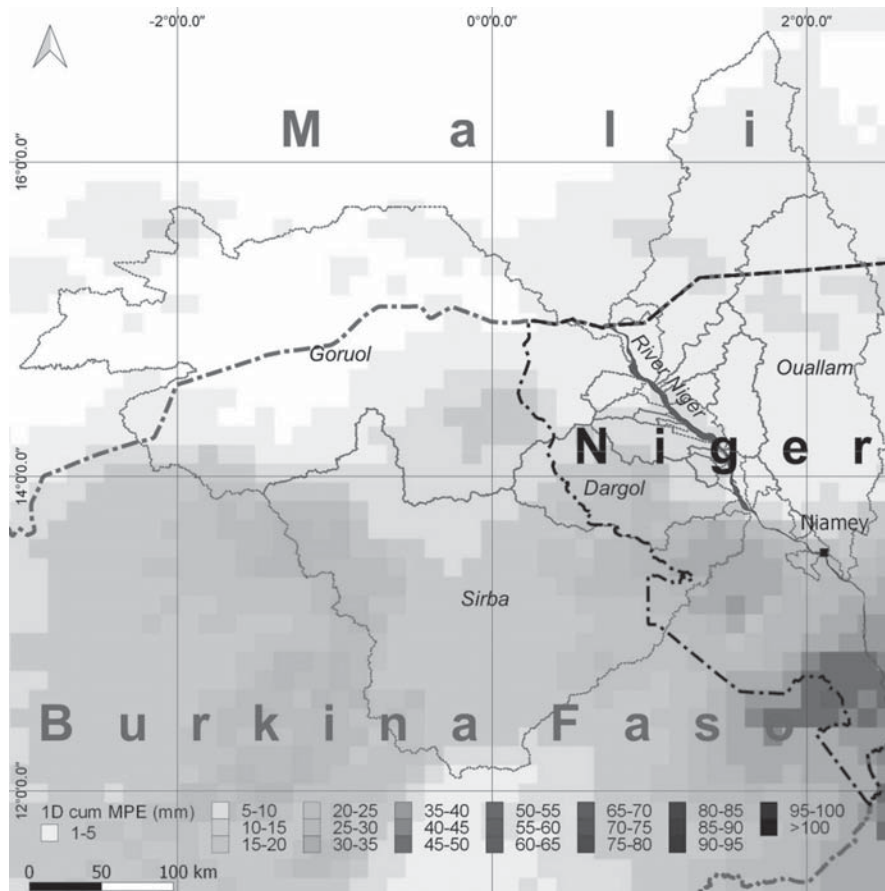 -2°0'0.0" 0°0'0.0" 2°0'0.0"
M a l i
16°0'0.0"
Goruol
River Niger
Ouallam
N i g e r
14°0'0.0"
Dargol
Niamey
Sirba
B u r k i n a F a s o
12°0'0.0"
1D cum MPE (mm)
1-5
5-10
10-15
15-20
20-25
25-30
30-35
35-40
40-45
45-50
50-55
55-60
60-65
65-70
70-75
75-80
80-85
85-90
90-95
95-100
>100
0 50 100 km